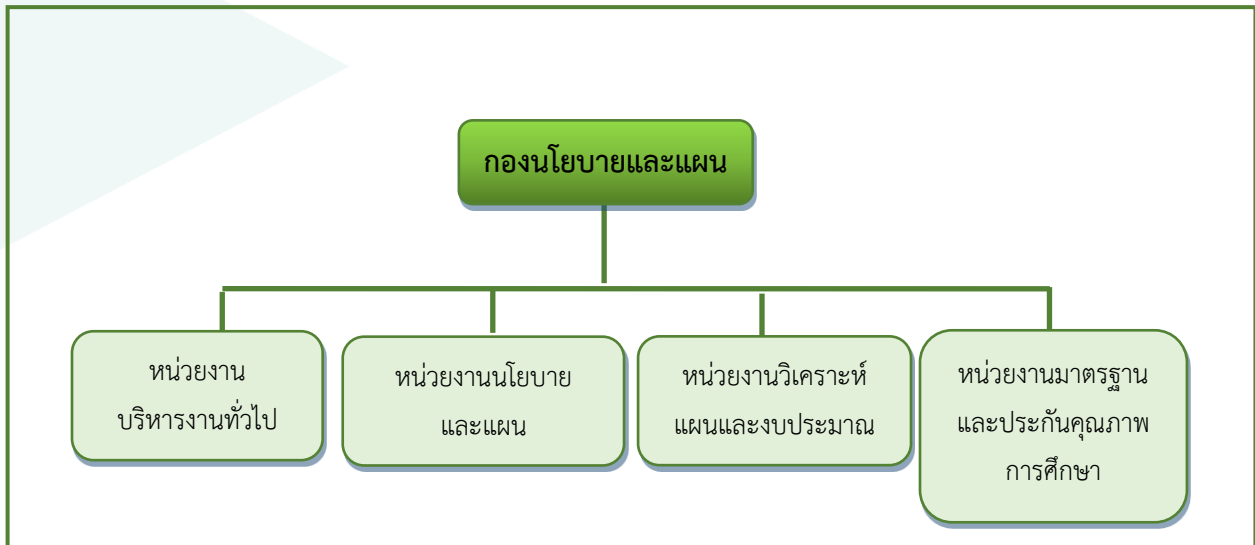 กองนโยบายและแผน
หน่วยงาน
บริหารงานทั่วไป
หน่วยงานนโยบาย
และแผน
หน่วยงานวิเคราะห์
แผนและงบประมาณ
หน่วยงานมาตรฐาน
และประกันคุณภาพ
การศึกษา